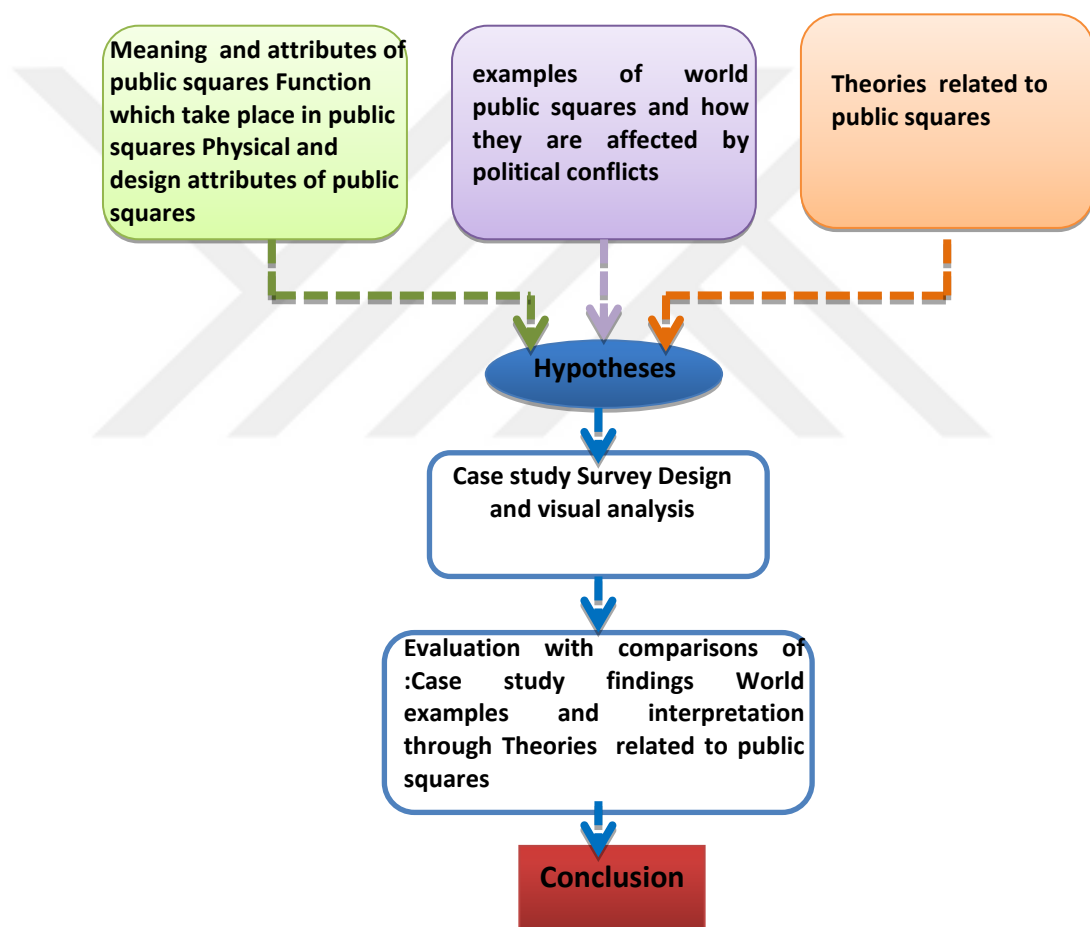 Meaning and attributes of
public squares Function
which take place in public
squares Physical and
design attributes of public
squares
examples of world
public squares and how
they are affected by
political conflicts
Theories related to
public squares
Hypotheses
Case study Survey Design
and visual analysis
Evaluation with comparisons of
:Case study findings World
examples and interpretation
through Theories related to public
squares
Conclusion